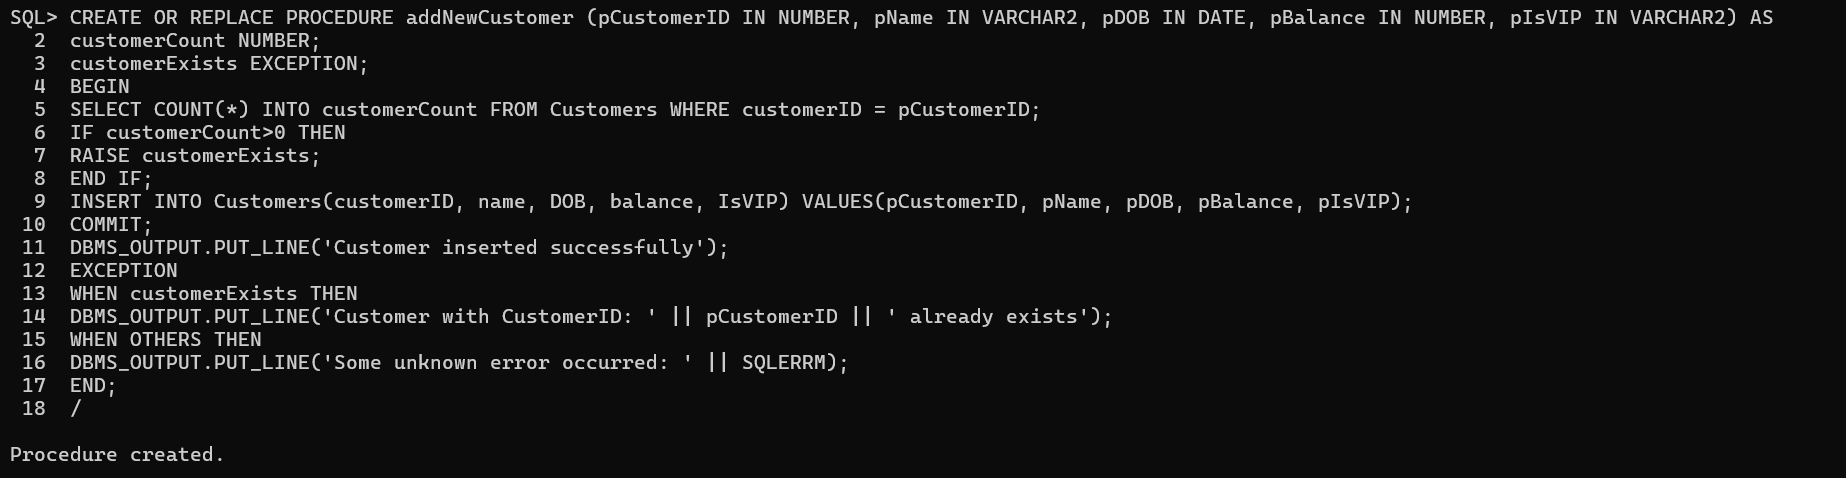 SQL> CREATE OR REPLACE PROCEDURE addNewCustomer (pCustomerID IN NUMBER, pName IN VARCHAR2, pDOB IN DATE, pBalance IN NUMBER, pIsVIP IN VARCHAR2) AS
  2  customerCount NUMBER;
  3  customerExists EXCEPTION;
  4  BEGIN
  5  SELECT COUNT(*) INTO customerCount FROM Customers WHERE customerID = pCustomerID;
  6  IF customerCount>0 THEN
  7  RAISE customerExists;
  8  END IF;
  9  INSERT INTO Customers(customerID, name, DOB, balance, IsVIP) VALUES(pCustomerID, pName, pDOB, pBalance, pIsVIP);
 10  COMMIT;
 11  DBMS_OUTPUT.PUT_LINE('Customer inserted successfully');
 12  EXCEPTION
 13  WHEN customerExists THEN
 14  DBMS_OUTPUT.PUT_LINE('Customer with CustomerID: ' || pCustomerID || ' already exists');
 15  WHEN OTHERS THEN
 16  DBMS_OUTPUT.PUT_LINE('Some unknown error occurred: ' || SQLERRM);
 17  END;
 18  /
Procedure created.